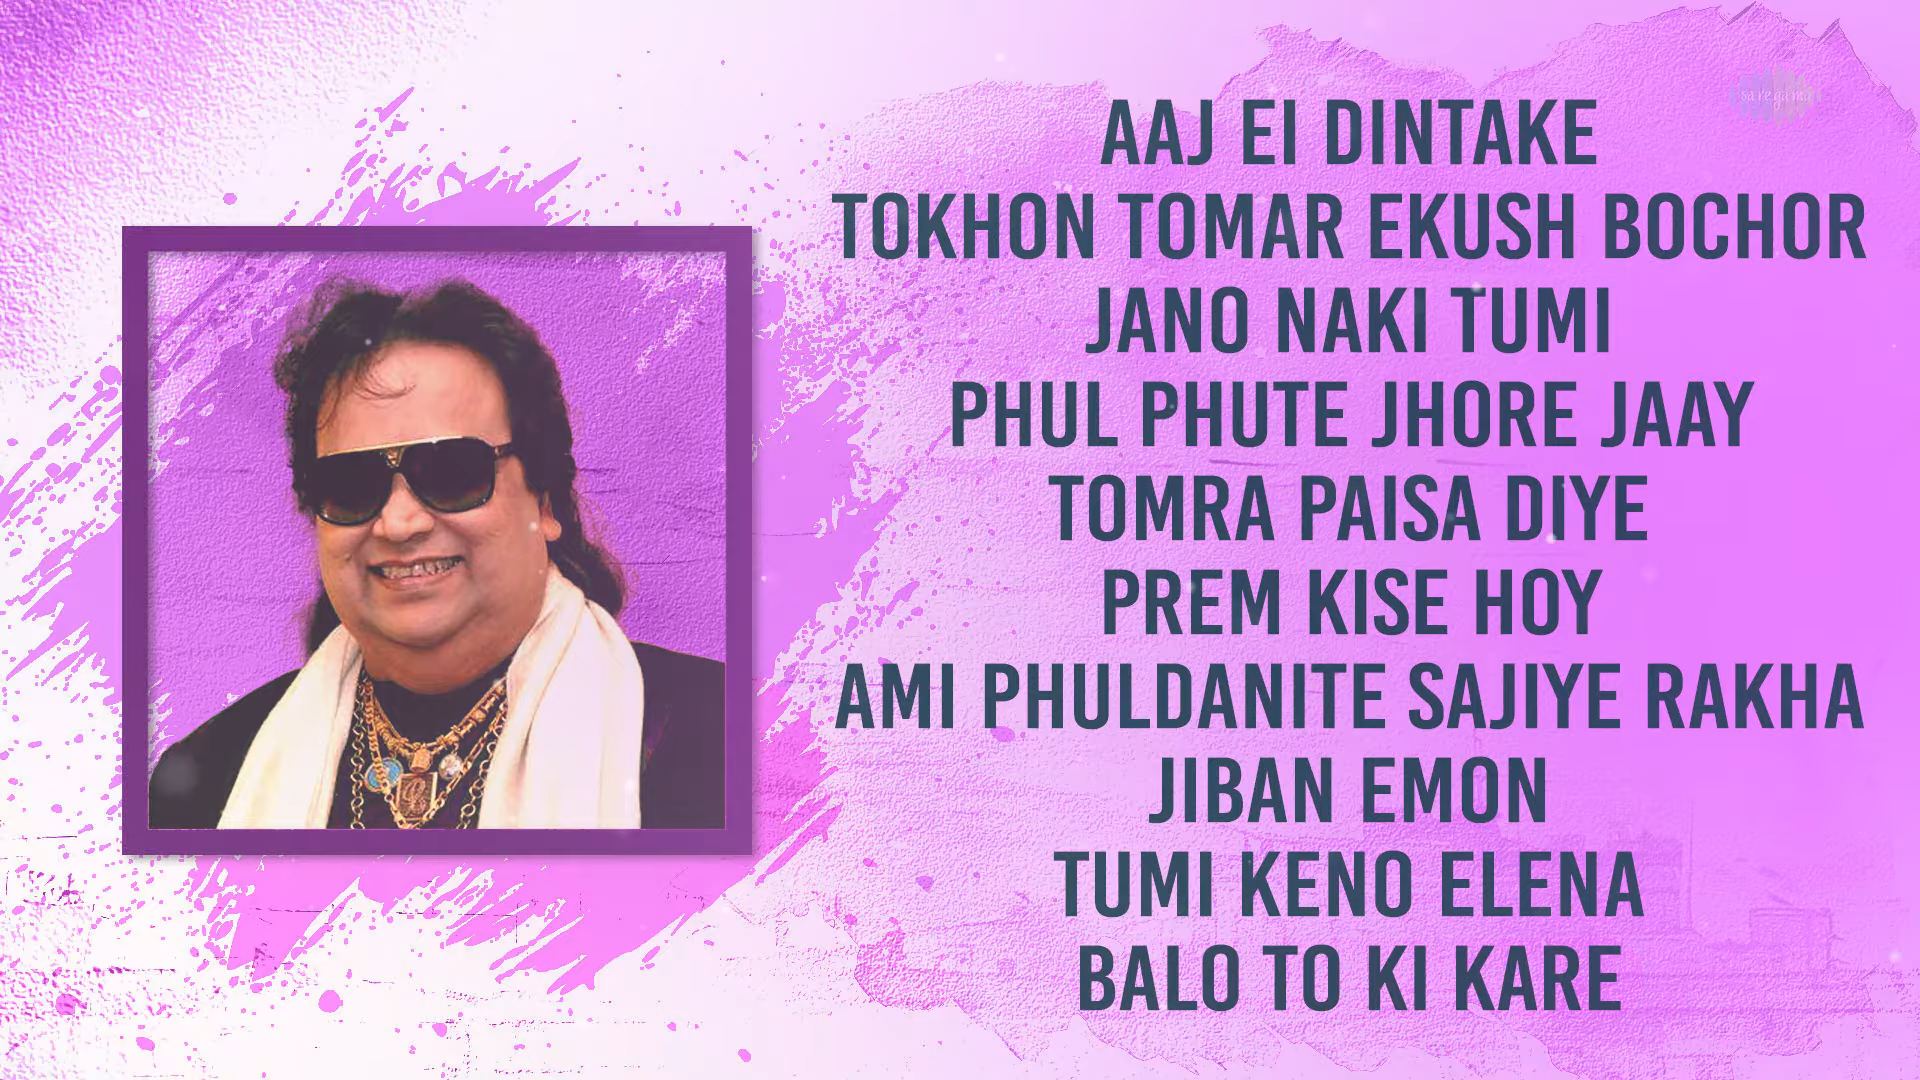 saregama
AAJ EI DINTAKE
TOKHON TOMAR EKUSH BOCHOR
JANO NAKI TUMI
PHUL PHUTE JHORE JAAY
TOMRA PAISA DIYE
PREM KISE HOY
AMI PHULDANITE SAJIYE RAKHA
JIBAN EMON
TUMI KENO ELENA
BALO TO KI KARE